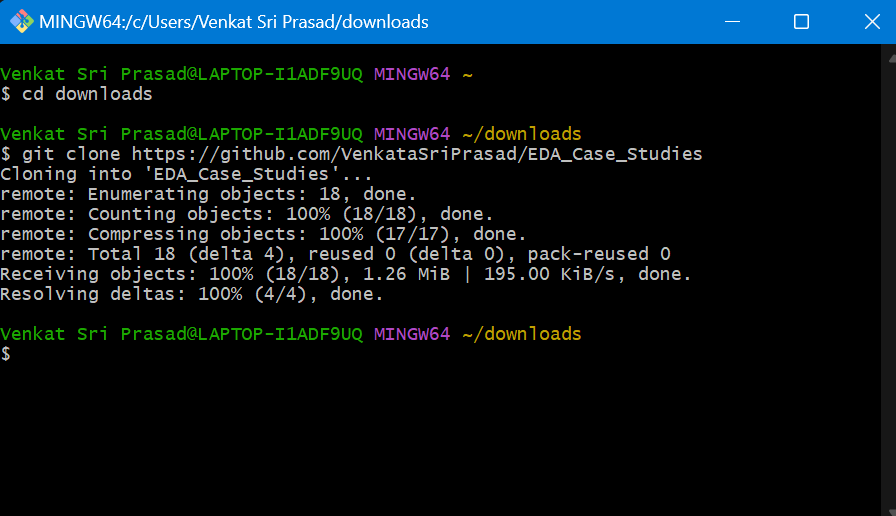 MINGW64:/c/Users/Venkat Sri Prasad/downloads
Venkat Sri Prasad@LAPTOP-I1ADF9UQ MINGW64 ~
$ cd downloads
Venkat Sri Prasad@LAPTOP-I1ADF9UQ MINGW64 ~/downloads
$ git clone https://github.com/VenkataSriPrasad/EDA_Case_Studies
Cloning into 'EDA_Case_Studies'...
remote: Enumerating objects: 18, done.
remote: Counting objects: 100% (18/18), done.
remote: Compressing objects: 100% (17/17), done.
remote: Total 18 (delta 4), reused 0 (delta 0), pack-reused 0
Receiving objects: 100% (18/18), 1.26 MiB | 195.00 KiB/s, done.
Resolving deltas: 100% (4/4), done.
Venkat Sri Prasad@LAPTOP-I1ADF9UQ MINGW64 ~/downloads
$